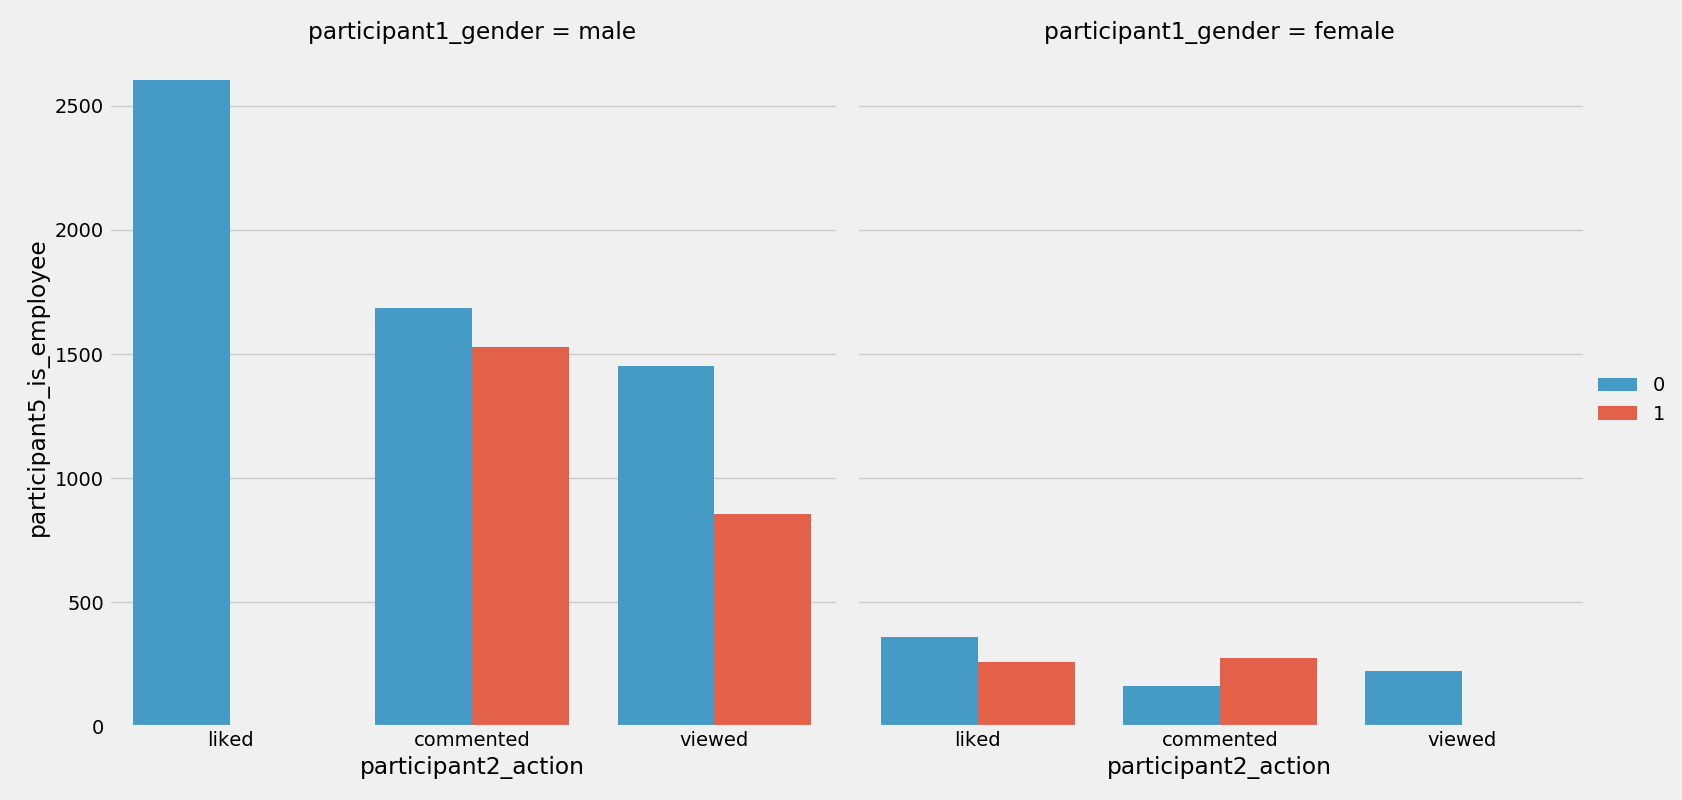 participant1_gender = male
participant1_gender = female
participant5_is_employee
2500
2000
1500
1000
500
0
liked
commented
viewed
participant2_action
liked
commented
viewed
participant2_action
0
1